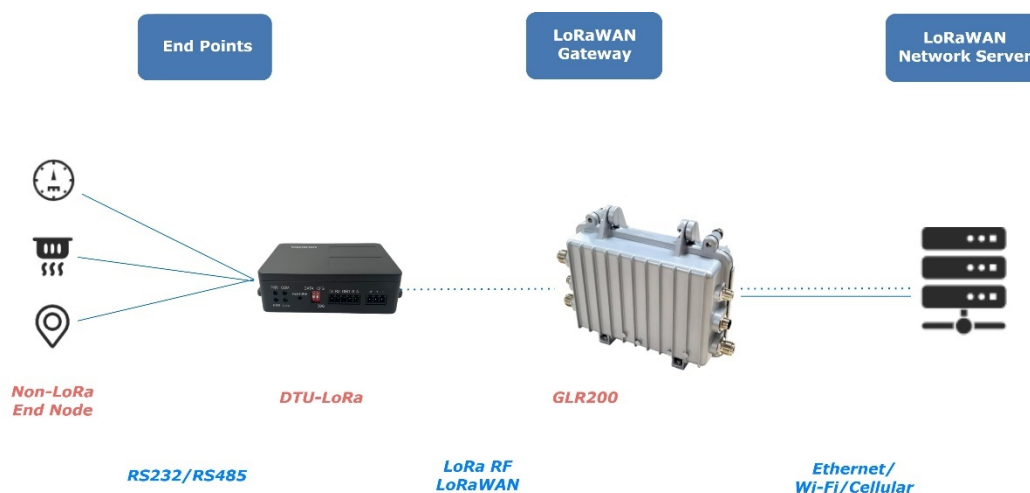 End Points
LoRaWAN
Gateway
LoRaWAN
Network Server
Non-LoRa
End Node
DTU-LoRa
GLR200
RS232/RS485
LoRa RF
LoRaWAN
Ethernet/
Wi-Fi/Cellular